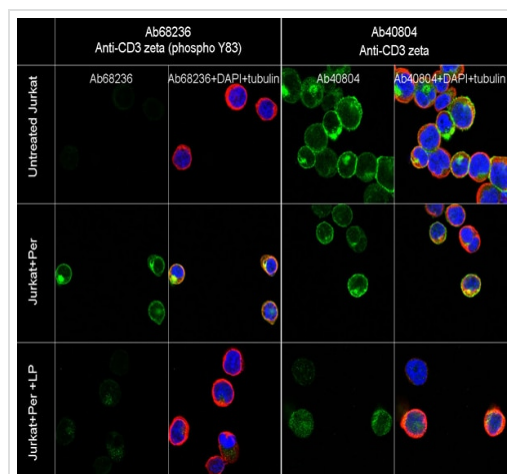 Ab68236
Anti-CD3 zeta (phospho Y83)
Ab40804
Anti-CD3 zeta
Ab68236
Ab68236+DAPI+tubulin
Ab40804
Ab40804+DAPI+tubulin
Untreated Jurkat
Jurkat+Per
Jurkat+Per +LP